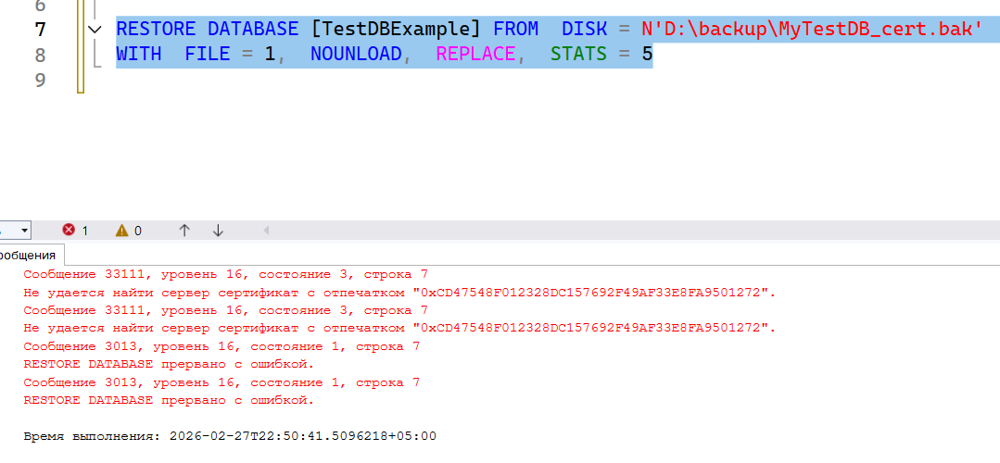 6
7 RESTORE DATABASE [TestDBExample] FROM  DISK = N'D:\backup\MyTestDB_cert.bak'
8 WITH  FILE = 1,  NOUNLOAD,  REPLACE,  STATS = 5
9
1 0
ообщения
Сообщение 33111, уровень 16, состояние 3, строка 7
Не удается найти сервер сертификат с отпечатком "0xCD47548F012328DC157692F49AF33E8FA9501272".
Сообщение 33111, уровень 16, состояние 3, строка 7
Не удается найти сервер сертификат с отпечатком "0xCD47548F012328DC157692F49AF33E8FA9501272".
Сообщение 3013, уровень 16, состояние 1, строка 7
RESTORE DATABASE прервано с ошибкой.
Сообщение 3013, уровень 16, состояние 1, строка 7
RESTORE DATABASE прервано с ошибкой.
Время выполнения: 2026-02-27T22:50:41.5096218+05:00